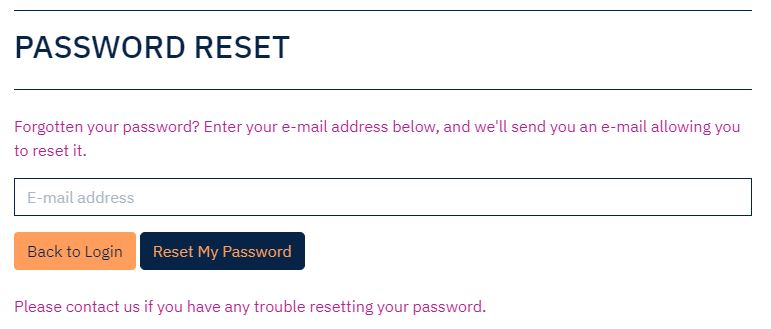 PASSWORD RESET
Forgotten your password? Enter your e-mail address below, and we'll send you an e-mail allowing you
to reset it.
E-mail address
Back to Login Reset My Password
Please contact us if you have any trouble resetting your password.